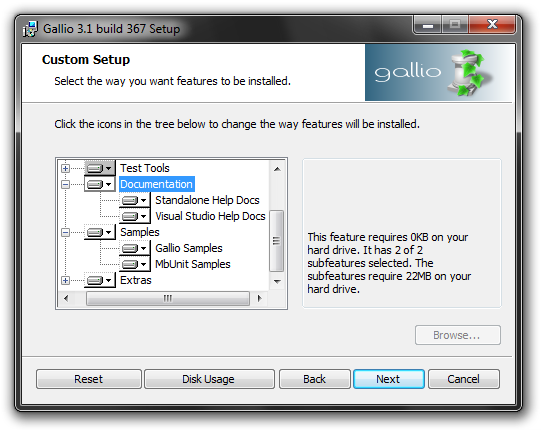 Gallio 3.1 build 367 Setup
Custom Setup
Select the way you want features to be installed.
gallio
Click the icons in the tree below to change the way features will be installed.
Test Tools
Documentation
Standalone Help Docs
Visual Studio Help Docs
Samples
Gallio Samples
MbUnit Samples
Extras
This feature requires 0KB on your
hard drive. It has 2 of 2
subfeatures selected. The
subfeatures require 22MB on your
hard drive.
Browse...
Reset
Disk Usage
Back
Next
Cancel